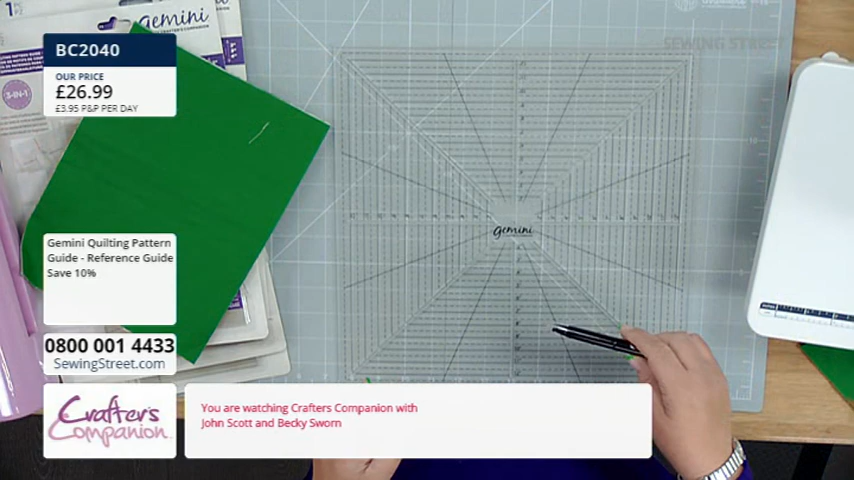 1 PC
gemini
3-IN-1
SEWING STREET
BC2040
OUR PRICE
£26.99
£3.95 P&P PER DAY
gemini
Gemini Quilting Pattern
Guide - Reference Guide
Save 10%
0800 001 4433
SewingStreet.com
Crafter's
Companion
You are watching Crafters Companion with
John Scott and Becky Sworn